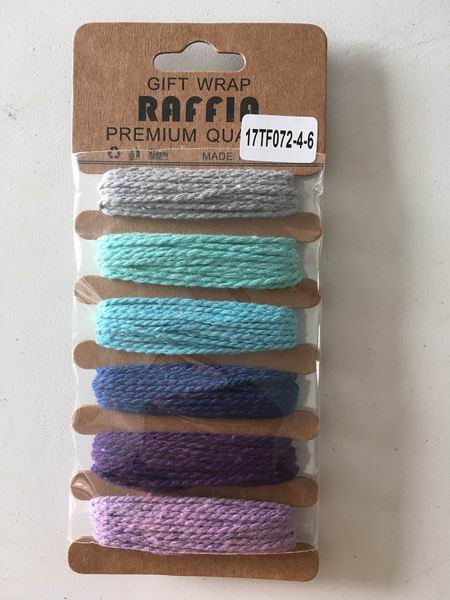 GIFT WRAP
RAFFIA
PREMIUM QUA
17TF072-4-6
MADE